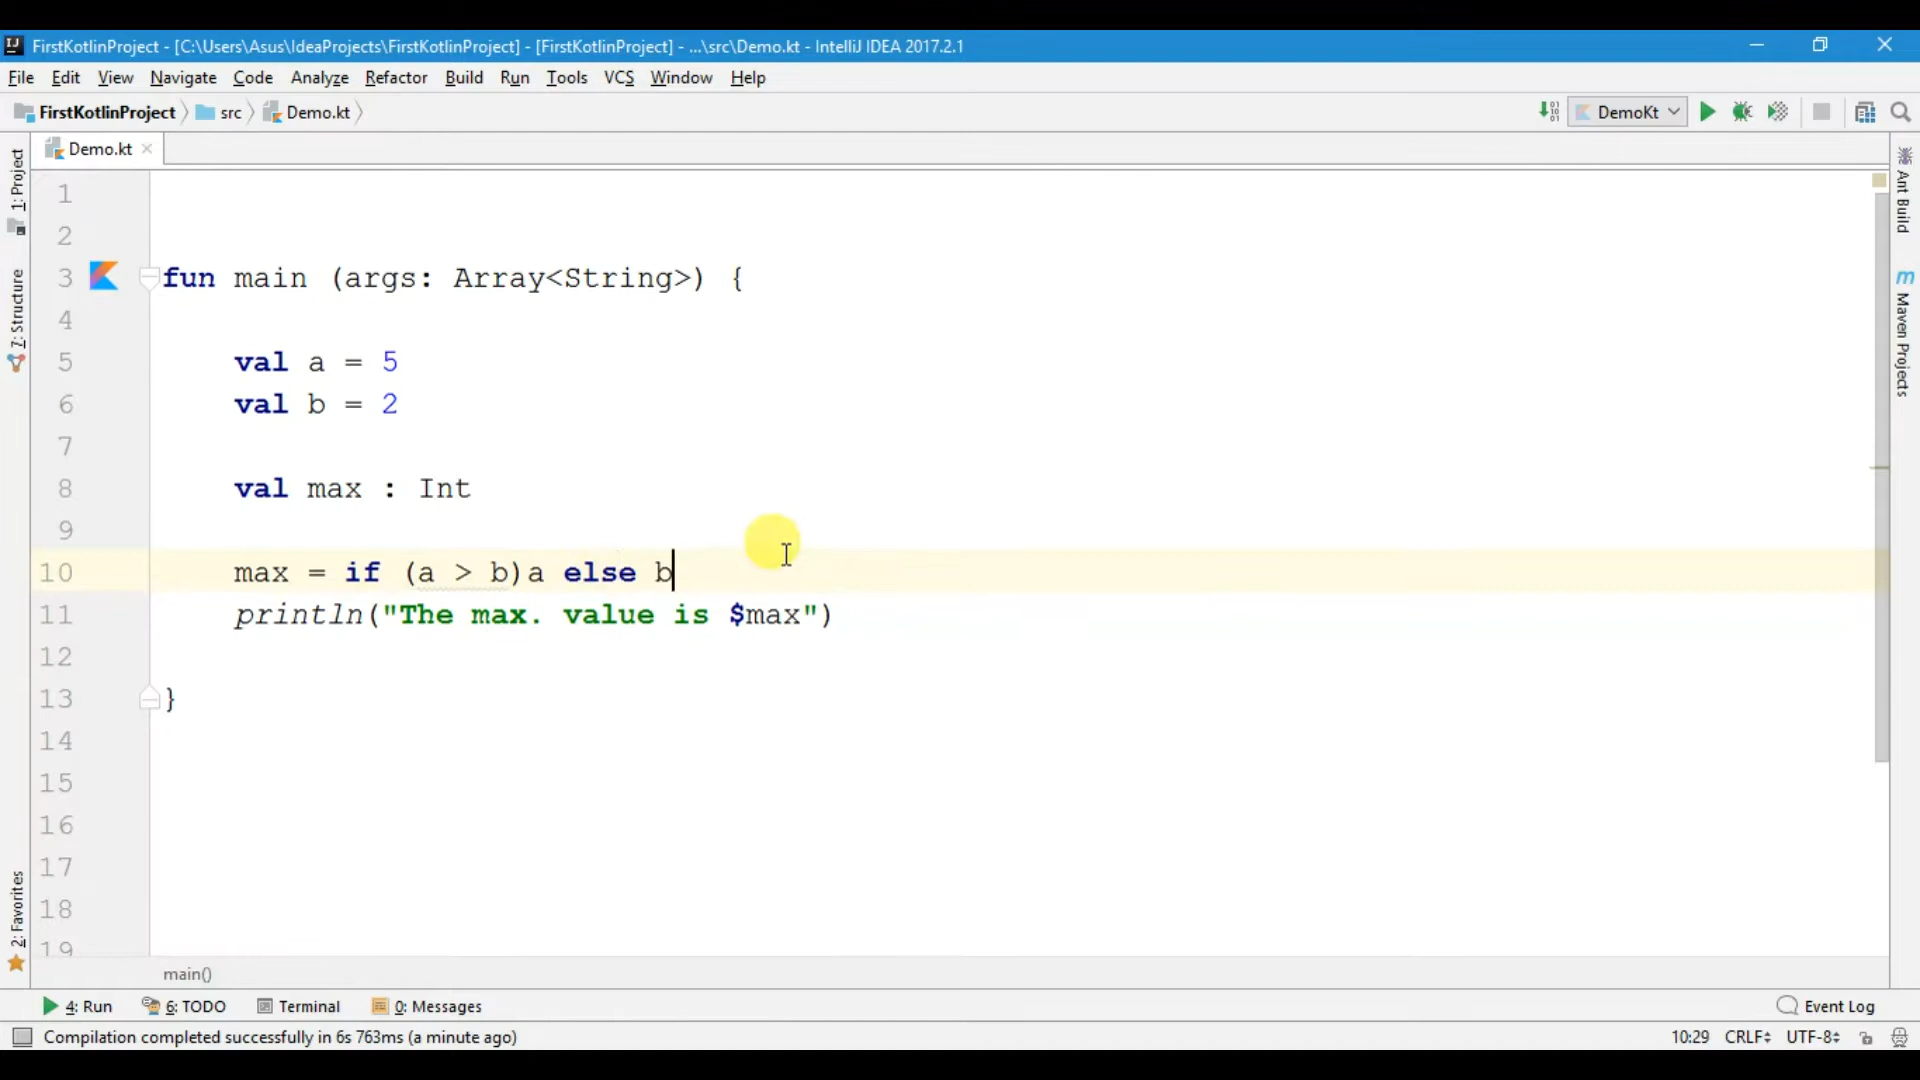 FirstKotlinProject - [C:\Users\Asus\IdeaProjects\FirstKotlinProject] - [FirstKotlinProject] - ...\src\Demo.kt - IntelliJ IDEA 2017.2.1
File Edit View Navigate Code Analyze Refactor Build Run Tools VCS Window Help
FirstKotlinProject src Demo.kt DemoKt
Demo.kt
1: Project
7: Structure
2: Favorites
Ant Build
Maven Projects
1
2
3 fun main (args: Array<String>) {
4
5 val a = 5
6 val b = 2
7
8 val max : Int
9
10 max = if (a > b)a else b
11 println("The max. value is $max")
12
13 }
14
15
16
17
18
19
main()
4: Run 6: TODO Terminal 0: Messages Event Log
Compilation completed successfully in 6s 763ms (a minute ago) 10:29 CRLF UTF-8